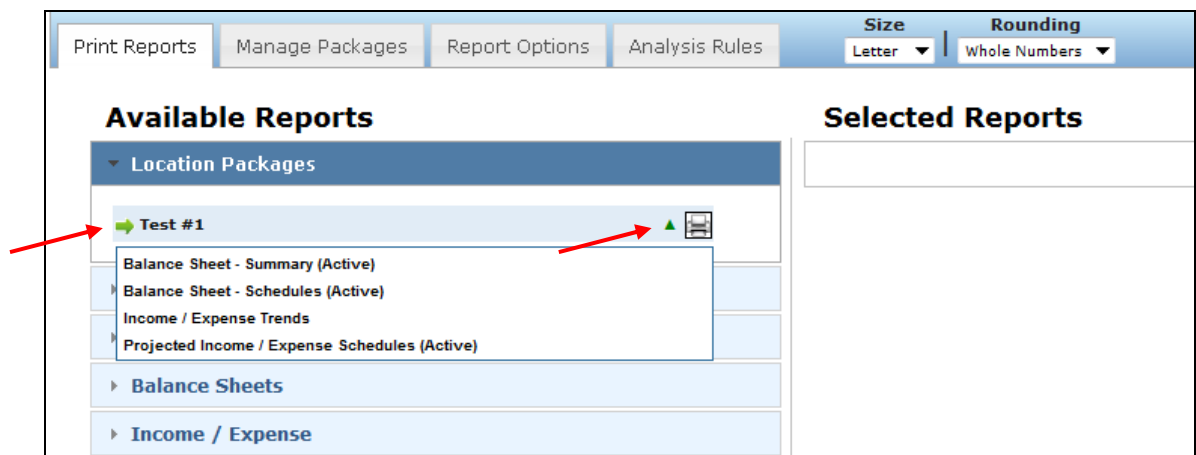 Print Reports Manage Packages Report Options Analysis Rules
Size Rounding
Letter Whole Numbers
Available Reports
Location Packages
Test #1
Balance Sheet - Summary (Active)
Balance Sheet - Schedules (Active)
Income / Expense Trends
Projected Income / Expense Schedules (Active)
Balance Sheets
Income / Expense
Selected Reports